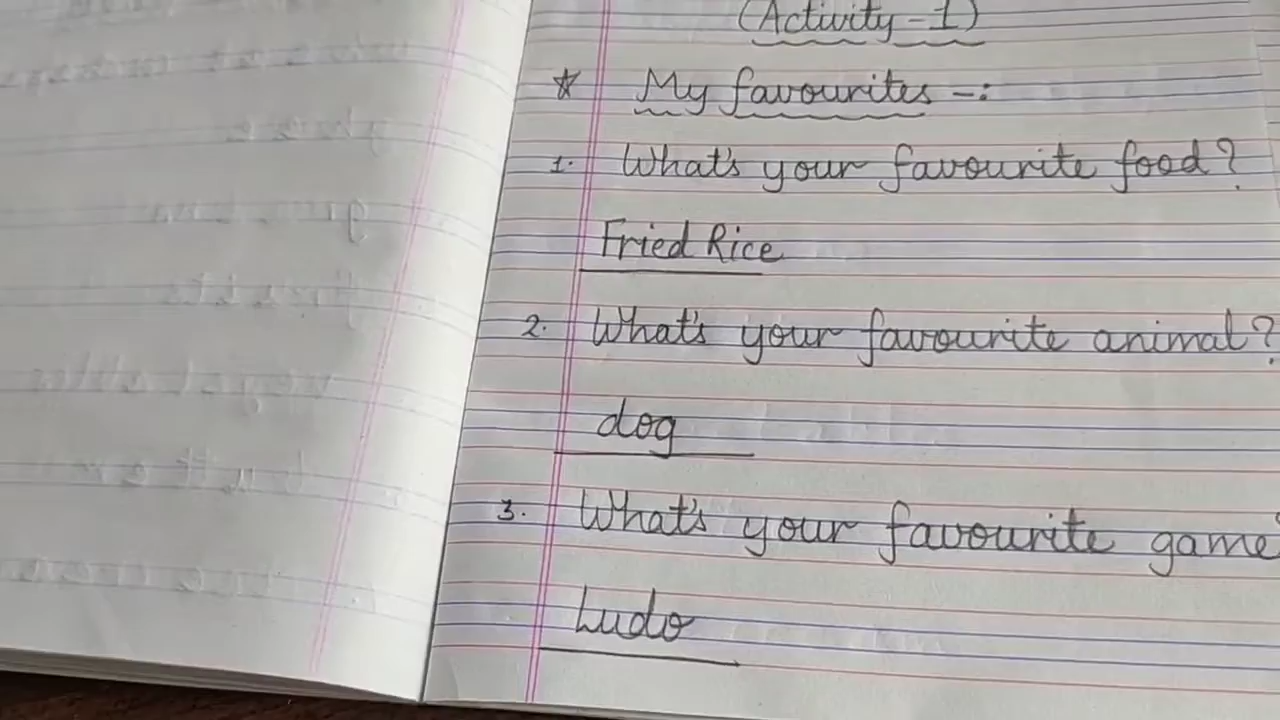 (Activity-1)
☆ My favourites -:
1. What's your favourite food?
Fried Rice
2. What's your favourite animal?
dog
3. What's your favourite game
Ludo